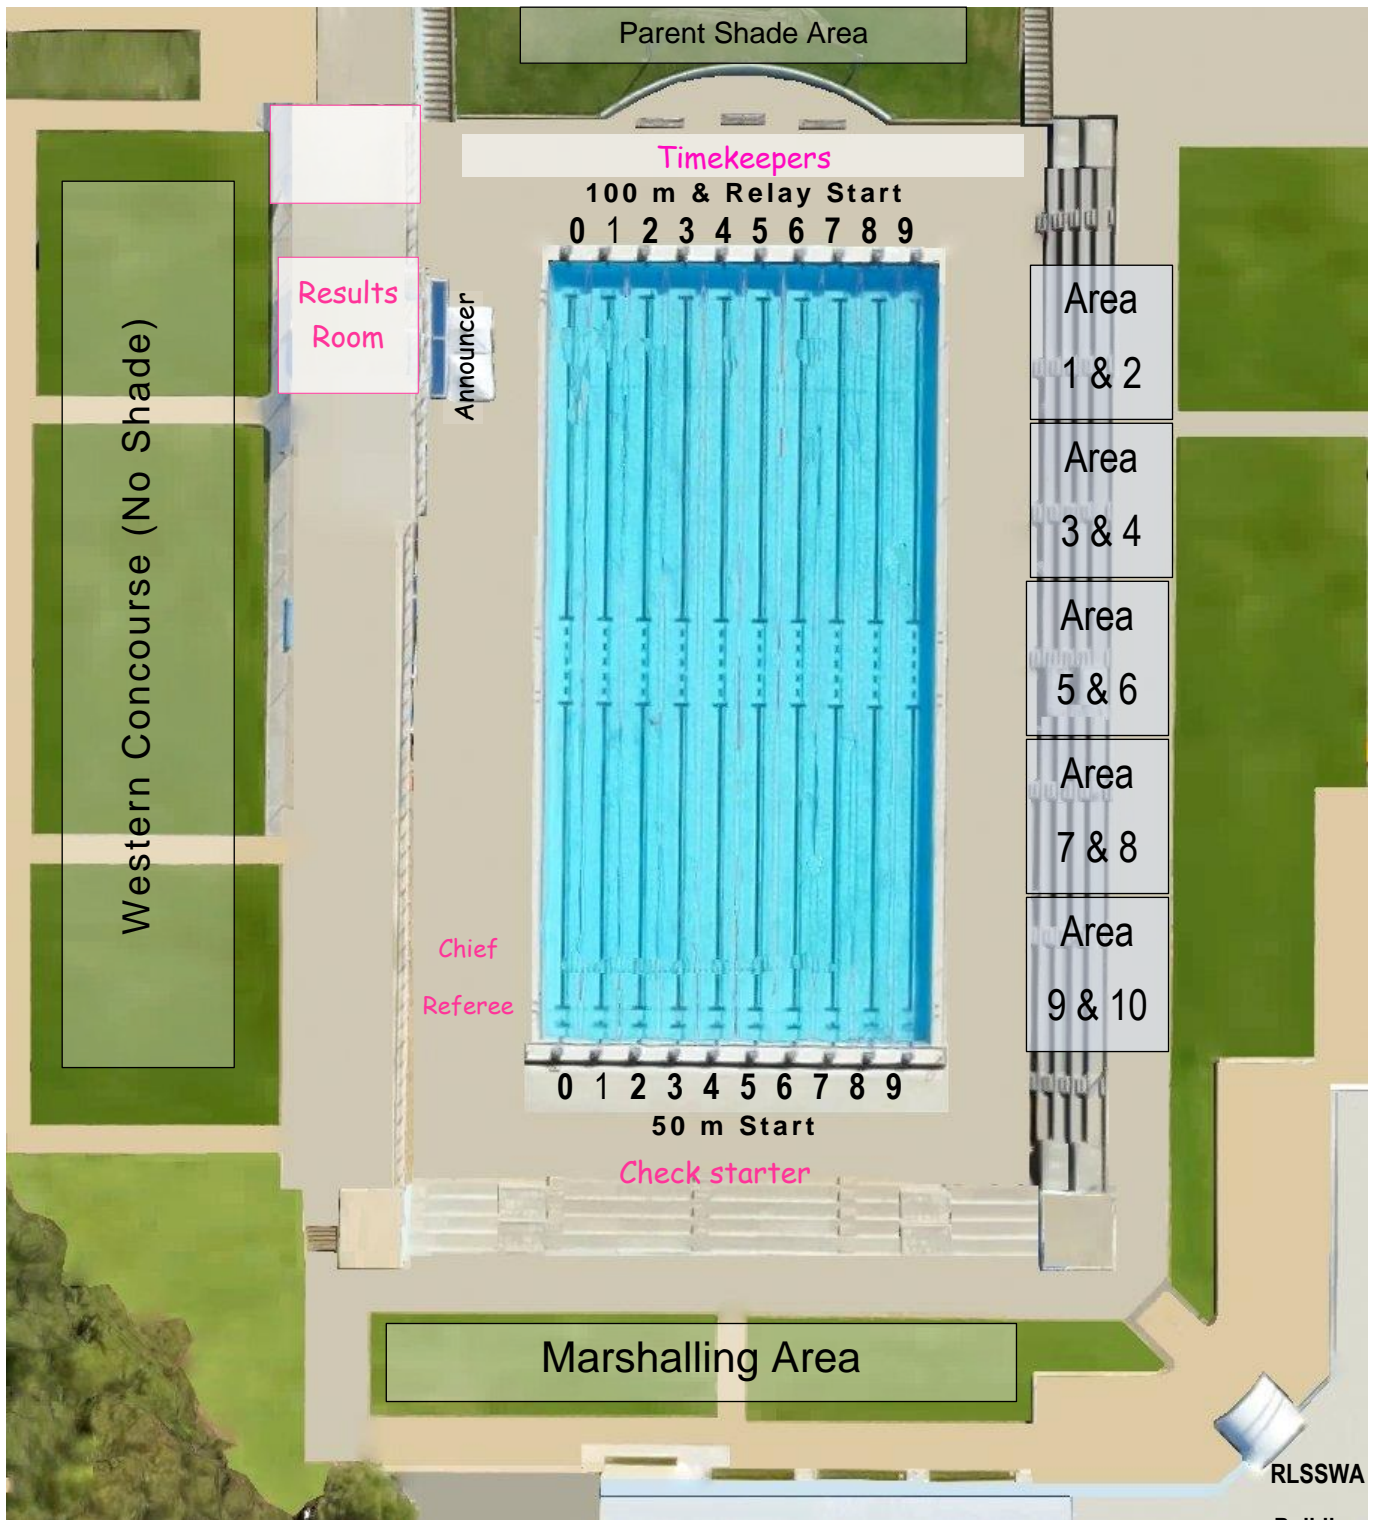 Parent Shade Area
Timekeepers
100 m & Relay Start
0 1 2 3 4 5 6 7 8 9
Results
Room
Announcer
Western Concourse (No Shade)
Area
1 & 2
Area
3 & 4
Area
5 & 6
Area
7 & 8
Area
9 & 10
Chief
Referee
0 1 2 3 4 5 6 7 8 9
50 m Start
Check starter
Marshalling Area
RLSSWA